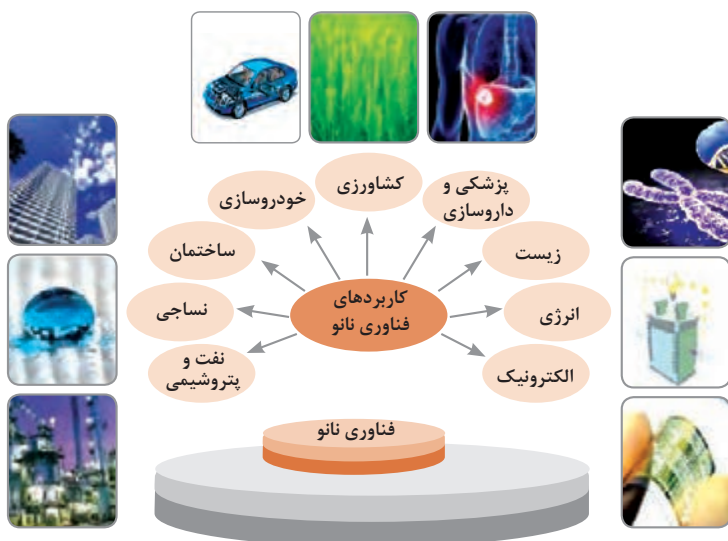 کشاورزی
پزشکی و
داروسازی
خودروسازی
زیست
ساختمان
کاربردهای
فناوری نانو
انرژی
نساجی
الکترونیک
نفت و
پتروشیمی
فناوری نانو